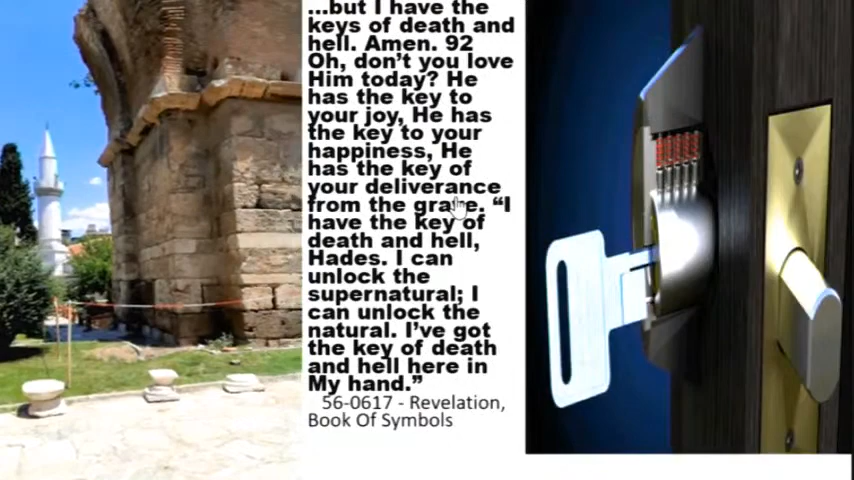 ...but I have the
keys of death and
hell. Amen. 92
Oh, don't you love
Him today? He
has the key to
your joy, He has
the key to your
happiness, He
has the key of
your deliverance
from the grave. “I
have the key of
death and hell,
Hades. I can
unlock the
supernatural; I
can unlock the
natural. I’ve got
the key of death
and hell here in
My hand.”
56-0617 - Revelation,
Book Of Symbols